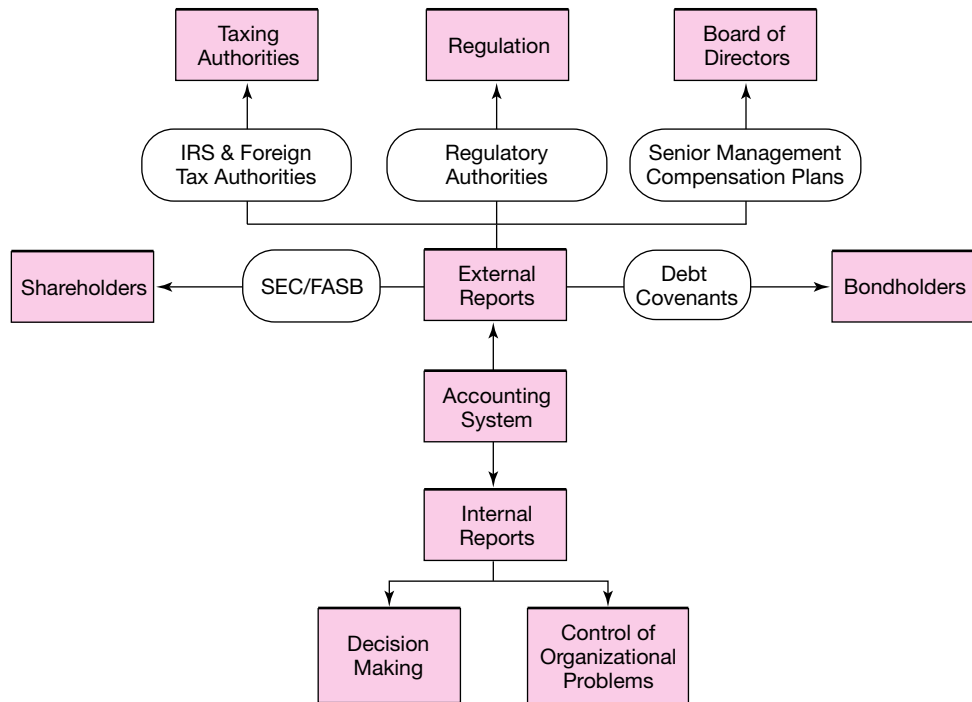 Taxing
Authorities
Regulation
Board of
Directors
IRS & Foreign
Tax Authorities
Regulatory
Authorities
Senior Management
Compensation Plans
Shareholders
SEC/FASB
External
Reports
Debt
Covenants
Bondholders
Accounting
System
Internal
Reports
Decision
Making
Control of
Organizational
Problems